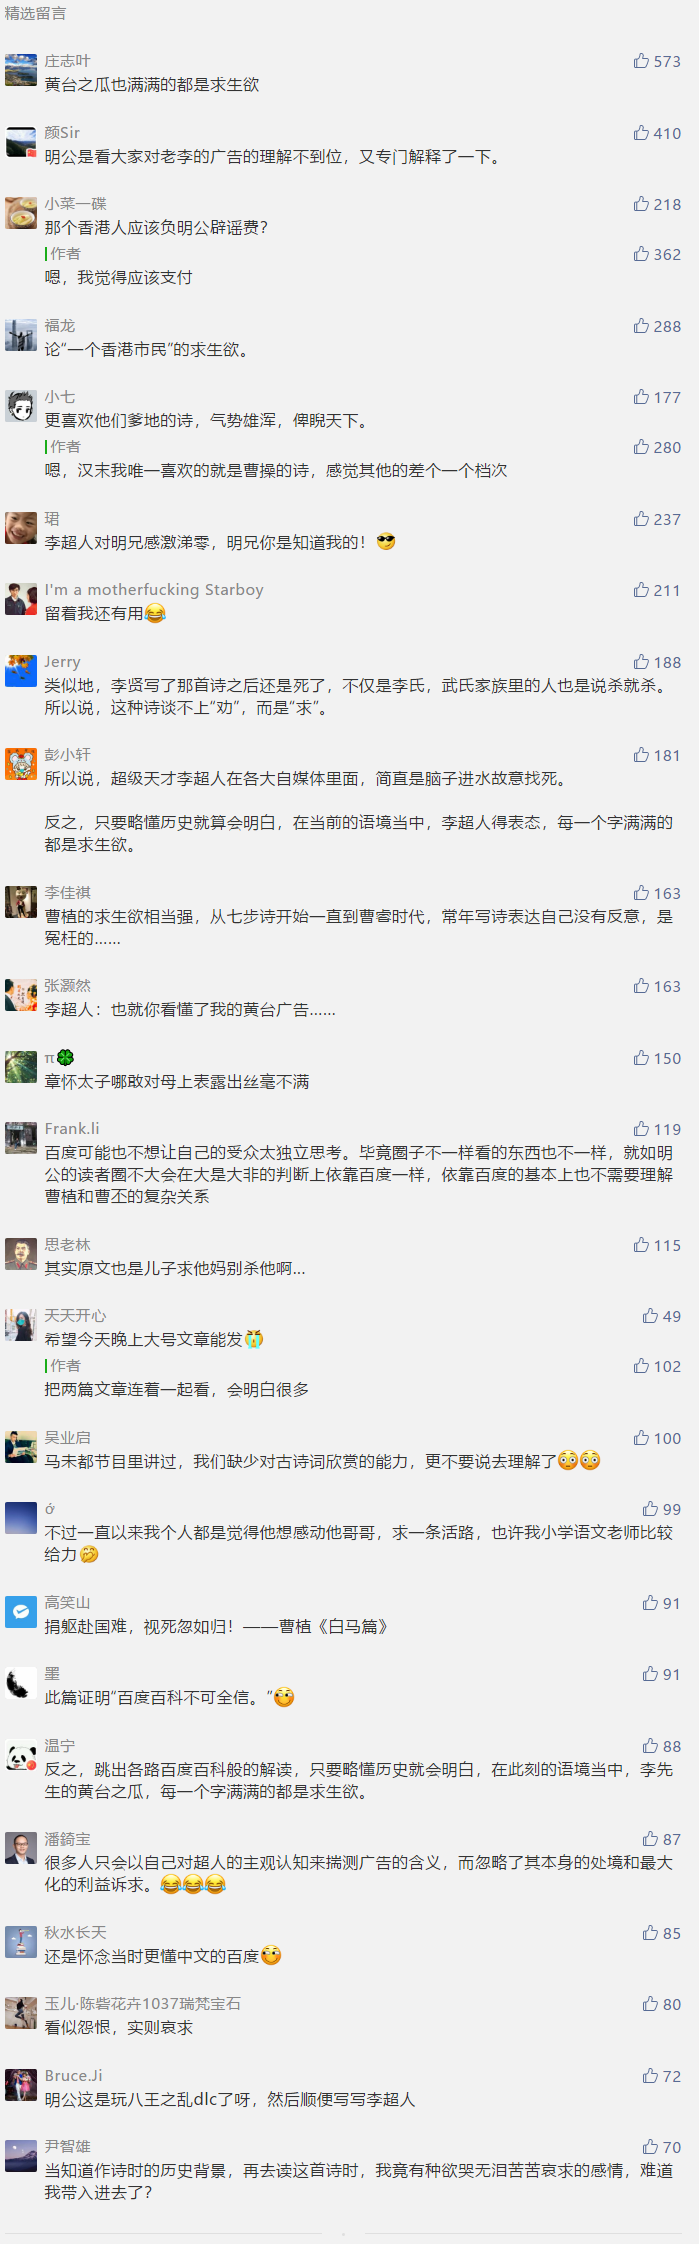 精选留言
庄志叶
573
黄台之瓜也满满的都是求生欲
颜Sir
410
明公是看大家对老李的广告的理解不到位，又专门解释了一下。
小菜一碟
218
那个香港人应该负明公辟谣费？
作者
362
嗯，我觉得应该支付
福龙
288
论“一个香港市民”的求生欲。
小七
177
更喜欢他们爹地的诗，气势雄浑，俾睨天下。
作者
280
嗯，汉末我唯一喜欢的就是曹操的诗，感觉其他的差个一个档次
珺
237
李超人对明兄感激涕零，明兄你是知道我的！😎
I'm a motherfucking Starboy
211
留着我还有用😂
Jerry
188
类似地，李贤写了那首诗之后还是死了，不仅是李氏，武氏家族里的人也是说杀就杀。
所以说，这种诗谈不上“劝”，而是“求”。
彭小轩
181
所以说，超级天才李超人在各大自媒体里面，简直是脑子进水故意找死。
反之，只要略懂历史就算会明白，在当前的语境当中，李超人得表态，每一个字满满的
都是求生欲。
李佳祺
163
曹植的求生欲相当强，从七步诗开始一直到曹睿时代，常年写诗表达自己没有反意，是
冤枉的……
张灏然
163
李超人：也就你看懂了我的黄台广告……
π🍀
150
章怀太子哪敢对母上表露出丝毫不满
Frank.li
119
百度可能也不想让自己的受众太独立思考。毕竟圈子不一样看的东西也不一样，就如明
公的读者圈不大会在大是大非的判断上依靠百度一样，依靠百度的基本上也不需要理解
曹植和曹丕的复杂关系
思老林
115
其实原文也是儿子求他妈别杀他啊...
天天开心
49
希望今天晚上大号文章能发😭
作者
102
把两篇文章连着一起看，会明白很多
吴业启
100
马未都节目里讲过，我们缺少对古诗词欣赏的能力，更不要说去理解了😳😳
ớ
99
不过一直以来我个人都是觉得他想感动他哥哥，求一条活路，也许我小学语文老师比较
给力🤭
高笑山
91
捐躯赴国难，视死忽如归！——曹植《白马篇》
墨
91
此篇证明“百度百科不可全信。”
温宁
88
反之，跳出各路百度百科般的解读，只要略懂历史就会明白，在此刻的语境当中，李先
生的黄台之瓜，每一个字满满的都是求生欲。
潘錡宝
87
很多人只会以自己对超人的主观认知来揣测广告的含义，而忽略了其本身的处境和最大
化的利益诉求。😂😂😂
秋水长天
85
还是怀念当时更懂中文的百度
玉儿·陈砦花卉1037瑞梵宝石
80
看似怨恨，实则哀求
Bruce.Ji
72
明公这是玩八王之乱dlc了呀，然后顺便写写李超人
尹智雄
70
当知道作诗时的历史背景，再去读这首诗时，我竟有种欲哭无泪苦苦哀求的感情，难道
我带入进去了？